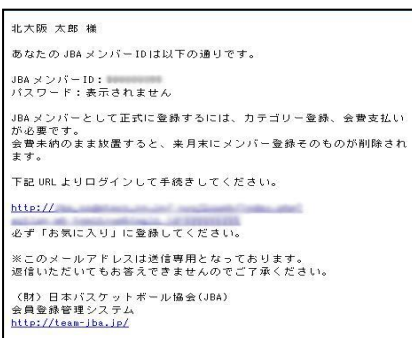 北大阪 太郎 様
あなたの JBA メンバーIDは以下の通りです。
JBA メンバーID：
パスワード：表示されません
JBA メンバーとして正式に登録するには、カテゴリー登録、会費支払い
が必要です。
会費未納のまま放置すると、来月末にメンバー登録そのものが削除され
ます。
下記 URL よりログインして手続きしてください。
http://
必ず「お気に入り」に登録してください。
※このメールアドレスは送信専用となっております。
返信いただいてもお答えできませんのでご了承ください。
（財）日本バスケットボール協会(JBA)
会員登録管理システム
http://team-jba.jp/